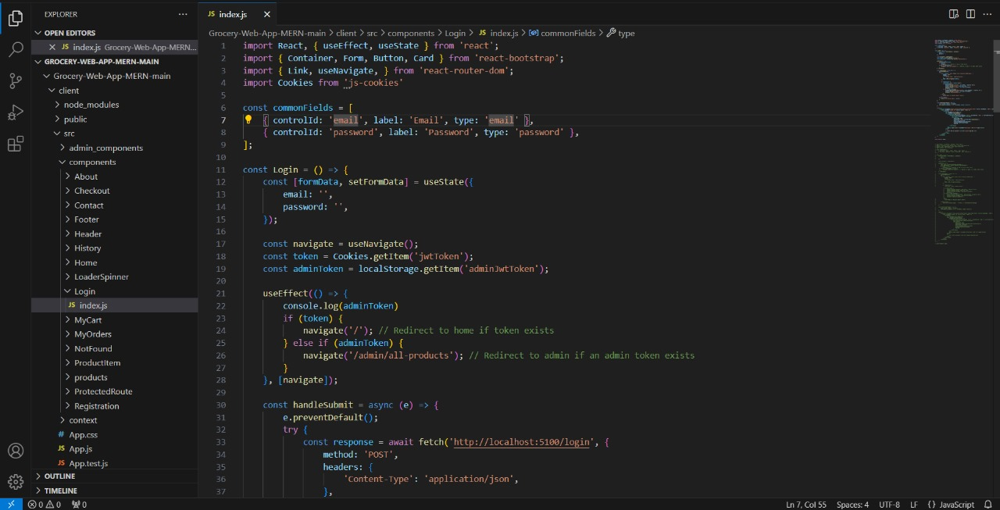 EXPLORER
OPEN EDITORS
JS index.js Grocery-Web-App-MERN...
GROCERY-WEB-APP-MERN-MAIN
Grocery-Web-App-MERN-main
client
node_modules
public
src
admin_components
components
About
Checkout
Contact
Footer
Header
History
Home
LoaderSpinner
Login
JS index.js
MyCart
MyOrders
NotFound
ProductItem
products
ProtectedRoute
Registration
context
# App.css
JS App.js
JS App.test.js
OUTLINE
TIMELINE
JS index.js
Grocery-Web-App-MERN-main > client > src > components > Login > JS index.js > commonFields > type
1 import React, { useEffect, useState } from 'react';
2 import { Container, Form, Button, Card } from 'react-bootstrap';
3 import { Link, useNavigate, } from 'react-router-dom';
4 import Cookies from 'js-cookies'
5
6 const commonFields = [
7 { controlId: 'email', label: 'Email', type: 'email' },
8 { controlId: 'password', label: 'Password', type: 'password' },
9 ];
10
11 const Login = () => {
12 const [formData, setFormData] = useState({
13 email: '',
14 password: '',
15 });
16
17 const navigate = useNavigate();
18 const token = Cookies.getItem('jwtToken');
19 const adminToken = localStorage.getItem('adminJwtToken');
20
21 useEffect(() => {
22 console.log(adminToken)
23 if (token) {
24 navigate('/'); // Redirect to home if token exists
25 } else if (adminToken) {
26 navigate('/admin/all-products'); // Redirect to admin if an admin token exists
27 }
28 }, [navigate]);
29
30 const handleSubmit = async (e) => {
31 e.preventDefault();
32 try {
33 const response = await fetch('http://localhost:5100/login', {
34 method: 'POST',
35 headers: {
36 'Content-Type': 'application/json',
37 },
0 0 0 Ln 7, Col 55 Spaces: 4 UTF-8 LF {} JavaScript